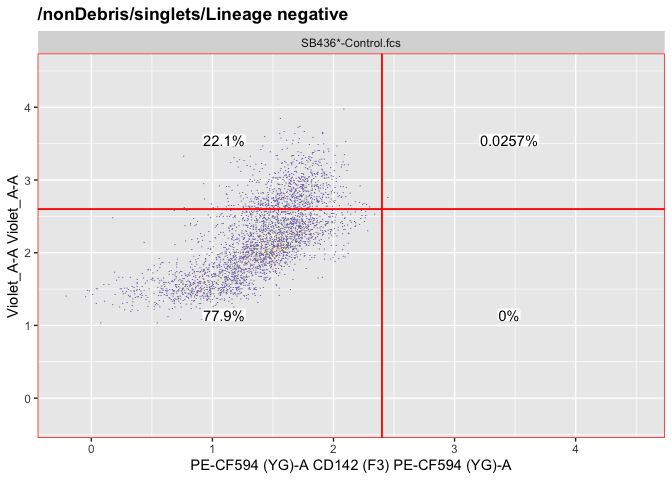 /nonDebris/singlets/Lineage negative
SB436*-Control.fcs
22.1%
0.0257%
77.9%
0%
4
3
2
1
0
Violet_A-A Violet_A-A
0 1 2 3 4
PE-CF594 (YG)-A CD142 (F3) PE-CF594 (YG)-A